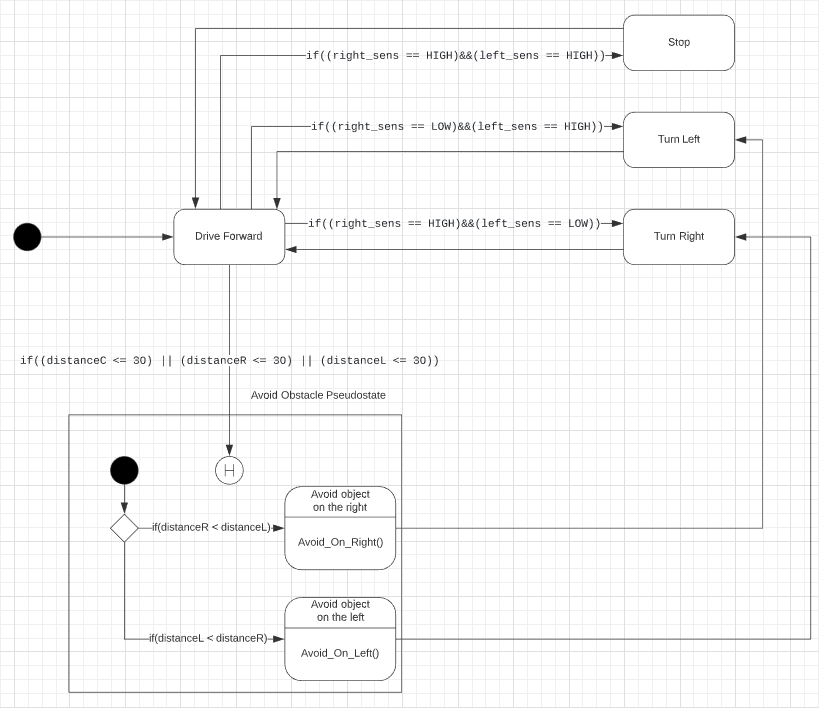 Stop
if((right_sens == HIGH)&&(left_sens == HIGH))
if((right_sens == LOW)&&(left_sens == HIGH))
Turn Left
if((right_sens == HIGH)&&(left_sens == LOW))
Drive Forward
Turn Right
if((distanceC <= 30) || (distanceR <= 30) || (distanceL <= 30))
Avoid Obstacle Pseudostate
H
Avoid object
on the right
if(distanceR < distanceL)
Avoid_On_Right()
Avoid object
on the left
if(distanceL < distanceR)
Avoid_On_Left()